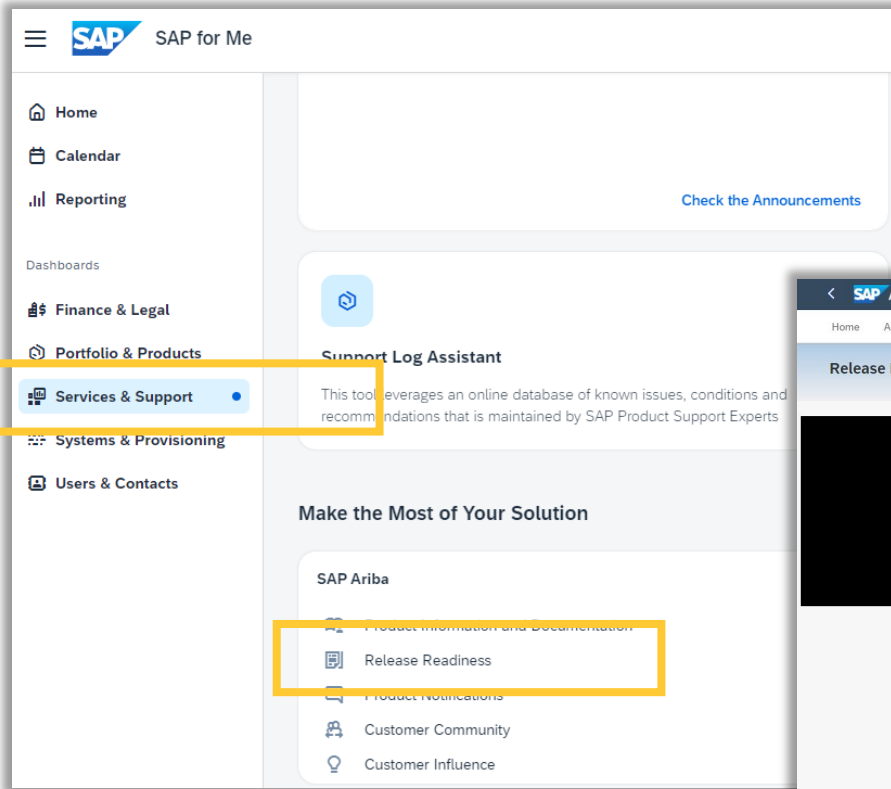 SAP SAP for Me
Home
Calendar
Reporting
Dashboards
Finance & Legal
Portfolio & Products
Services & Support
Systems & Provisioning
Users & Contacts
Check the Announcements
Support Log Assistant
This tool leverages an online database of known issues, conditions and
recommendations that is maintained by SAP Product Support Experts
Make the Most of Your Solution
SAP Ariba
Product Information and Documentation
Release Readiness
Product Notifications
Customer Community
Customer Influence
SAP
Home
Release